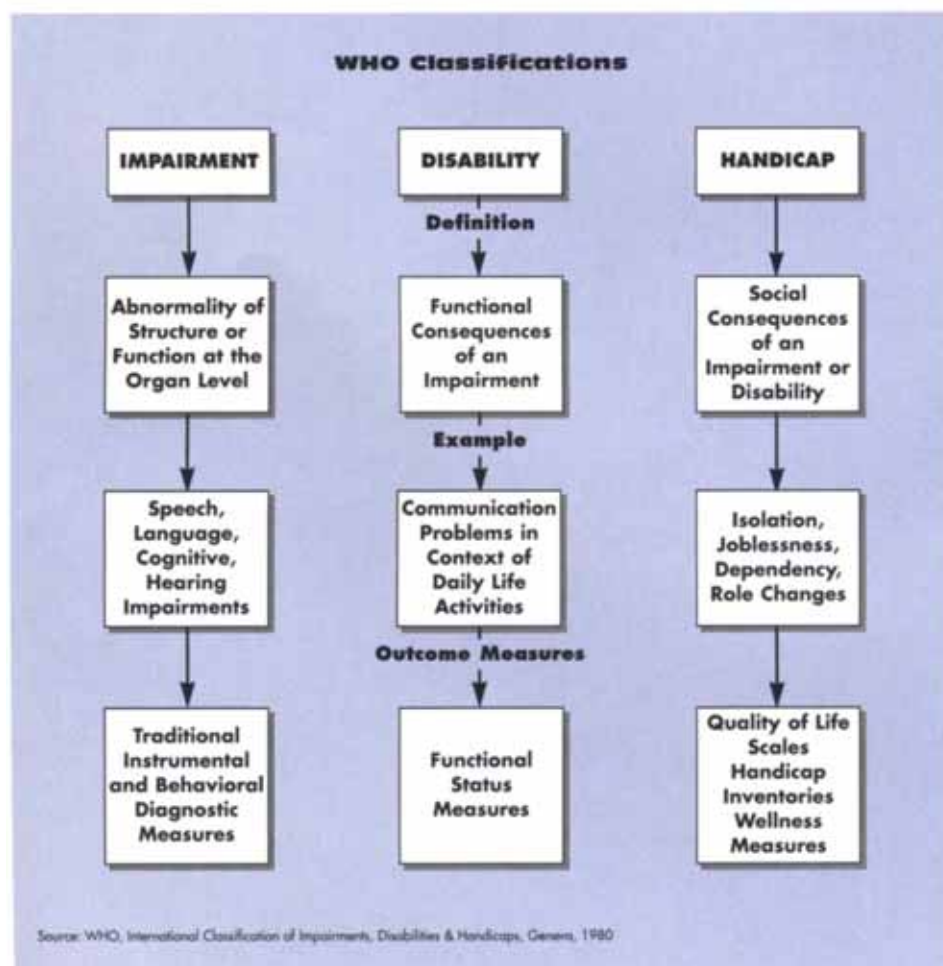 WHO Classifications
IMPAIRMENT
DISABILITY
HANDICAP
Definition
Abnormality of
Structure or
Function at the
Organ Level
Functional
Consequences
of an
Impairment
Social
Consequences
of an
Impairment or
Disability
Example
Speech,
Language,
Cognitive,
Hearing
Impairments
Communication
Problems in
Context of
Daily Life
Activities
Isolation,
Joblessness,
Dependency,
Role Changes
Outcome Measures
Traditional
Instrumental
and Behavioral
Diagnostic
Measures
Functional
Status
Measures
Quality of Life
Scales
Handicap
Inventories
Wellness
Measures
Source: WHO, International Classification of Impairments, Disabilities & Handicaps, Geneva, 1980